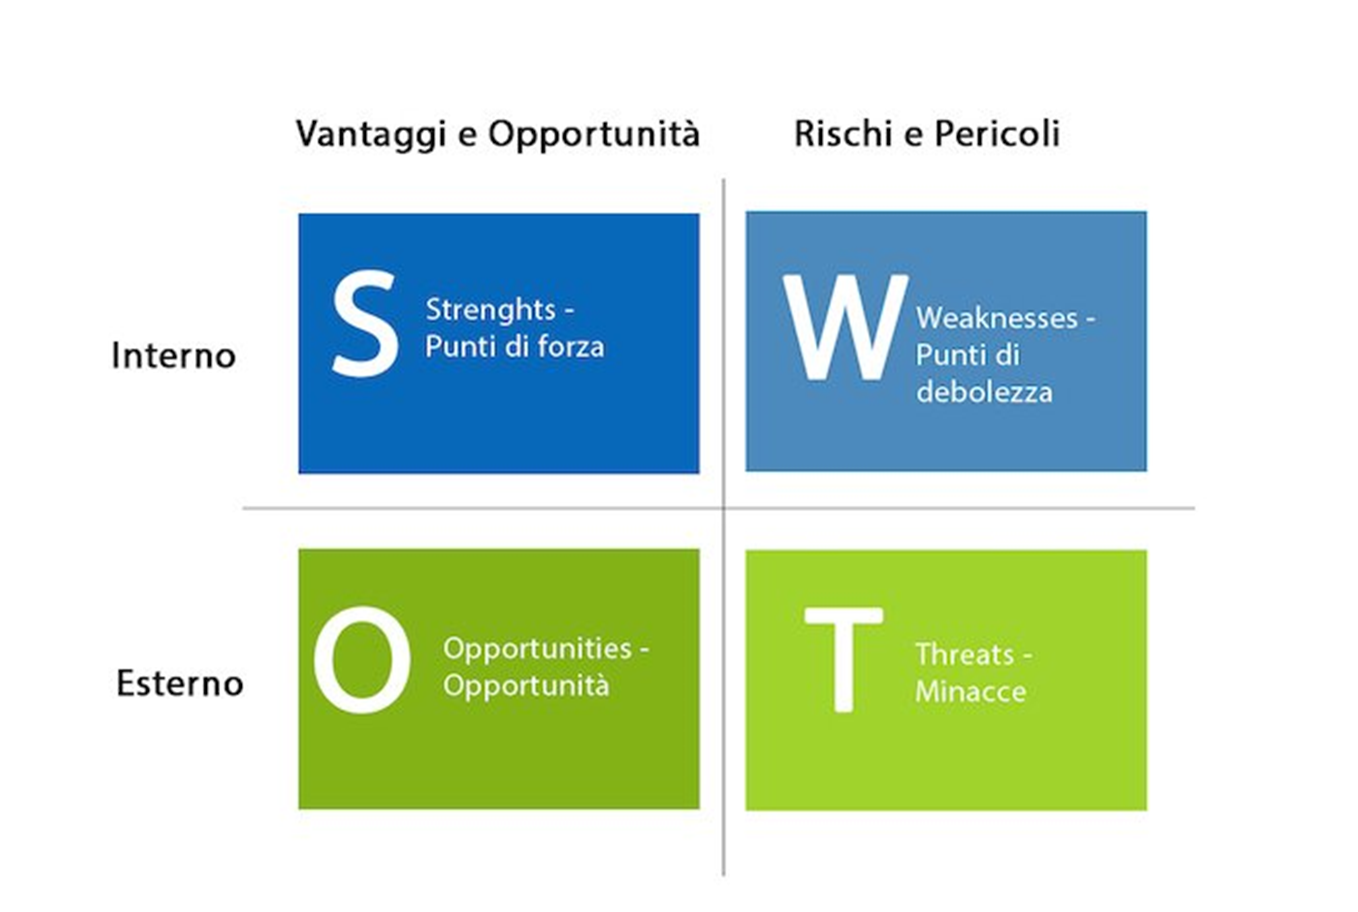 Vantaggi e Opportunità
Rischi e Pericoli
Interno
S
Strenghts -
Punti di forza
W
Weaknesses -
Punti di
debolezza
Esterno
O
Opportunities -
Opportunità
T
Threats -
Minacce